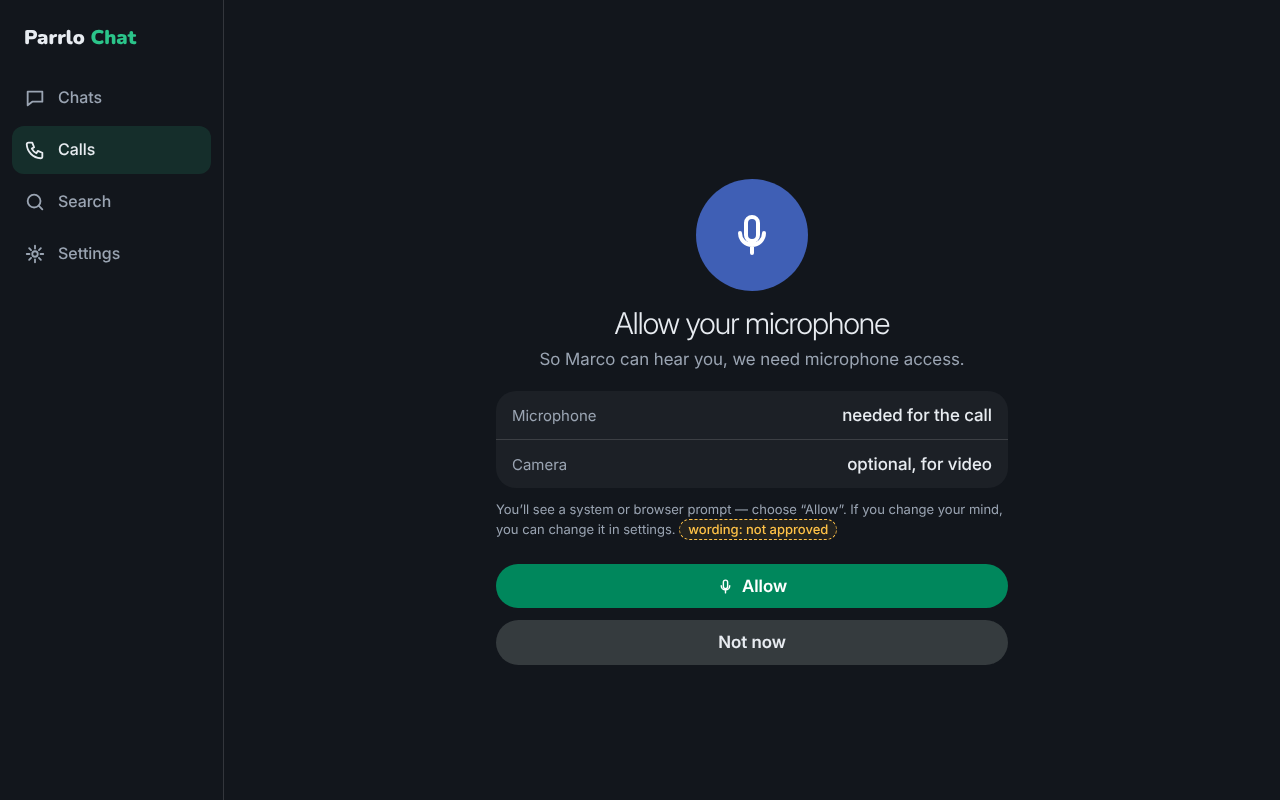 Parrlo Chat
Chats
Calls
Search
Settings
Allow your microphone
So Marco can hear you, we need microphone access.
Microphone needed for the call
Camera optional, for video
You’ll see a system or browser prompt — choose “Allow”. If you change your mind,
you can change it in settings. wording: not approved
Allow
Not now